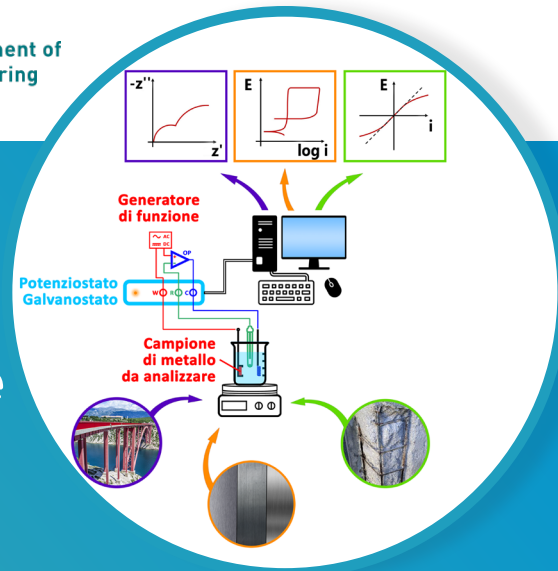 ment of
ring
-z''
z'
E
log i
E
i
Generatore
di funzione
AC
DC
OP
Potenziostato
Galvanostato
W R C
Campione
di metallo
da analizzare
e